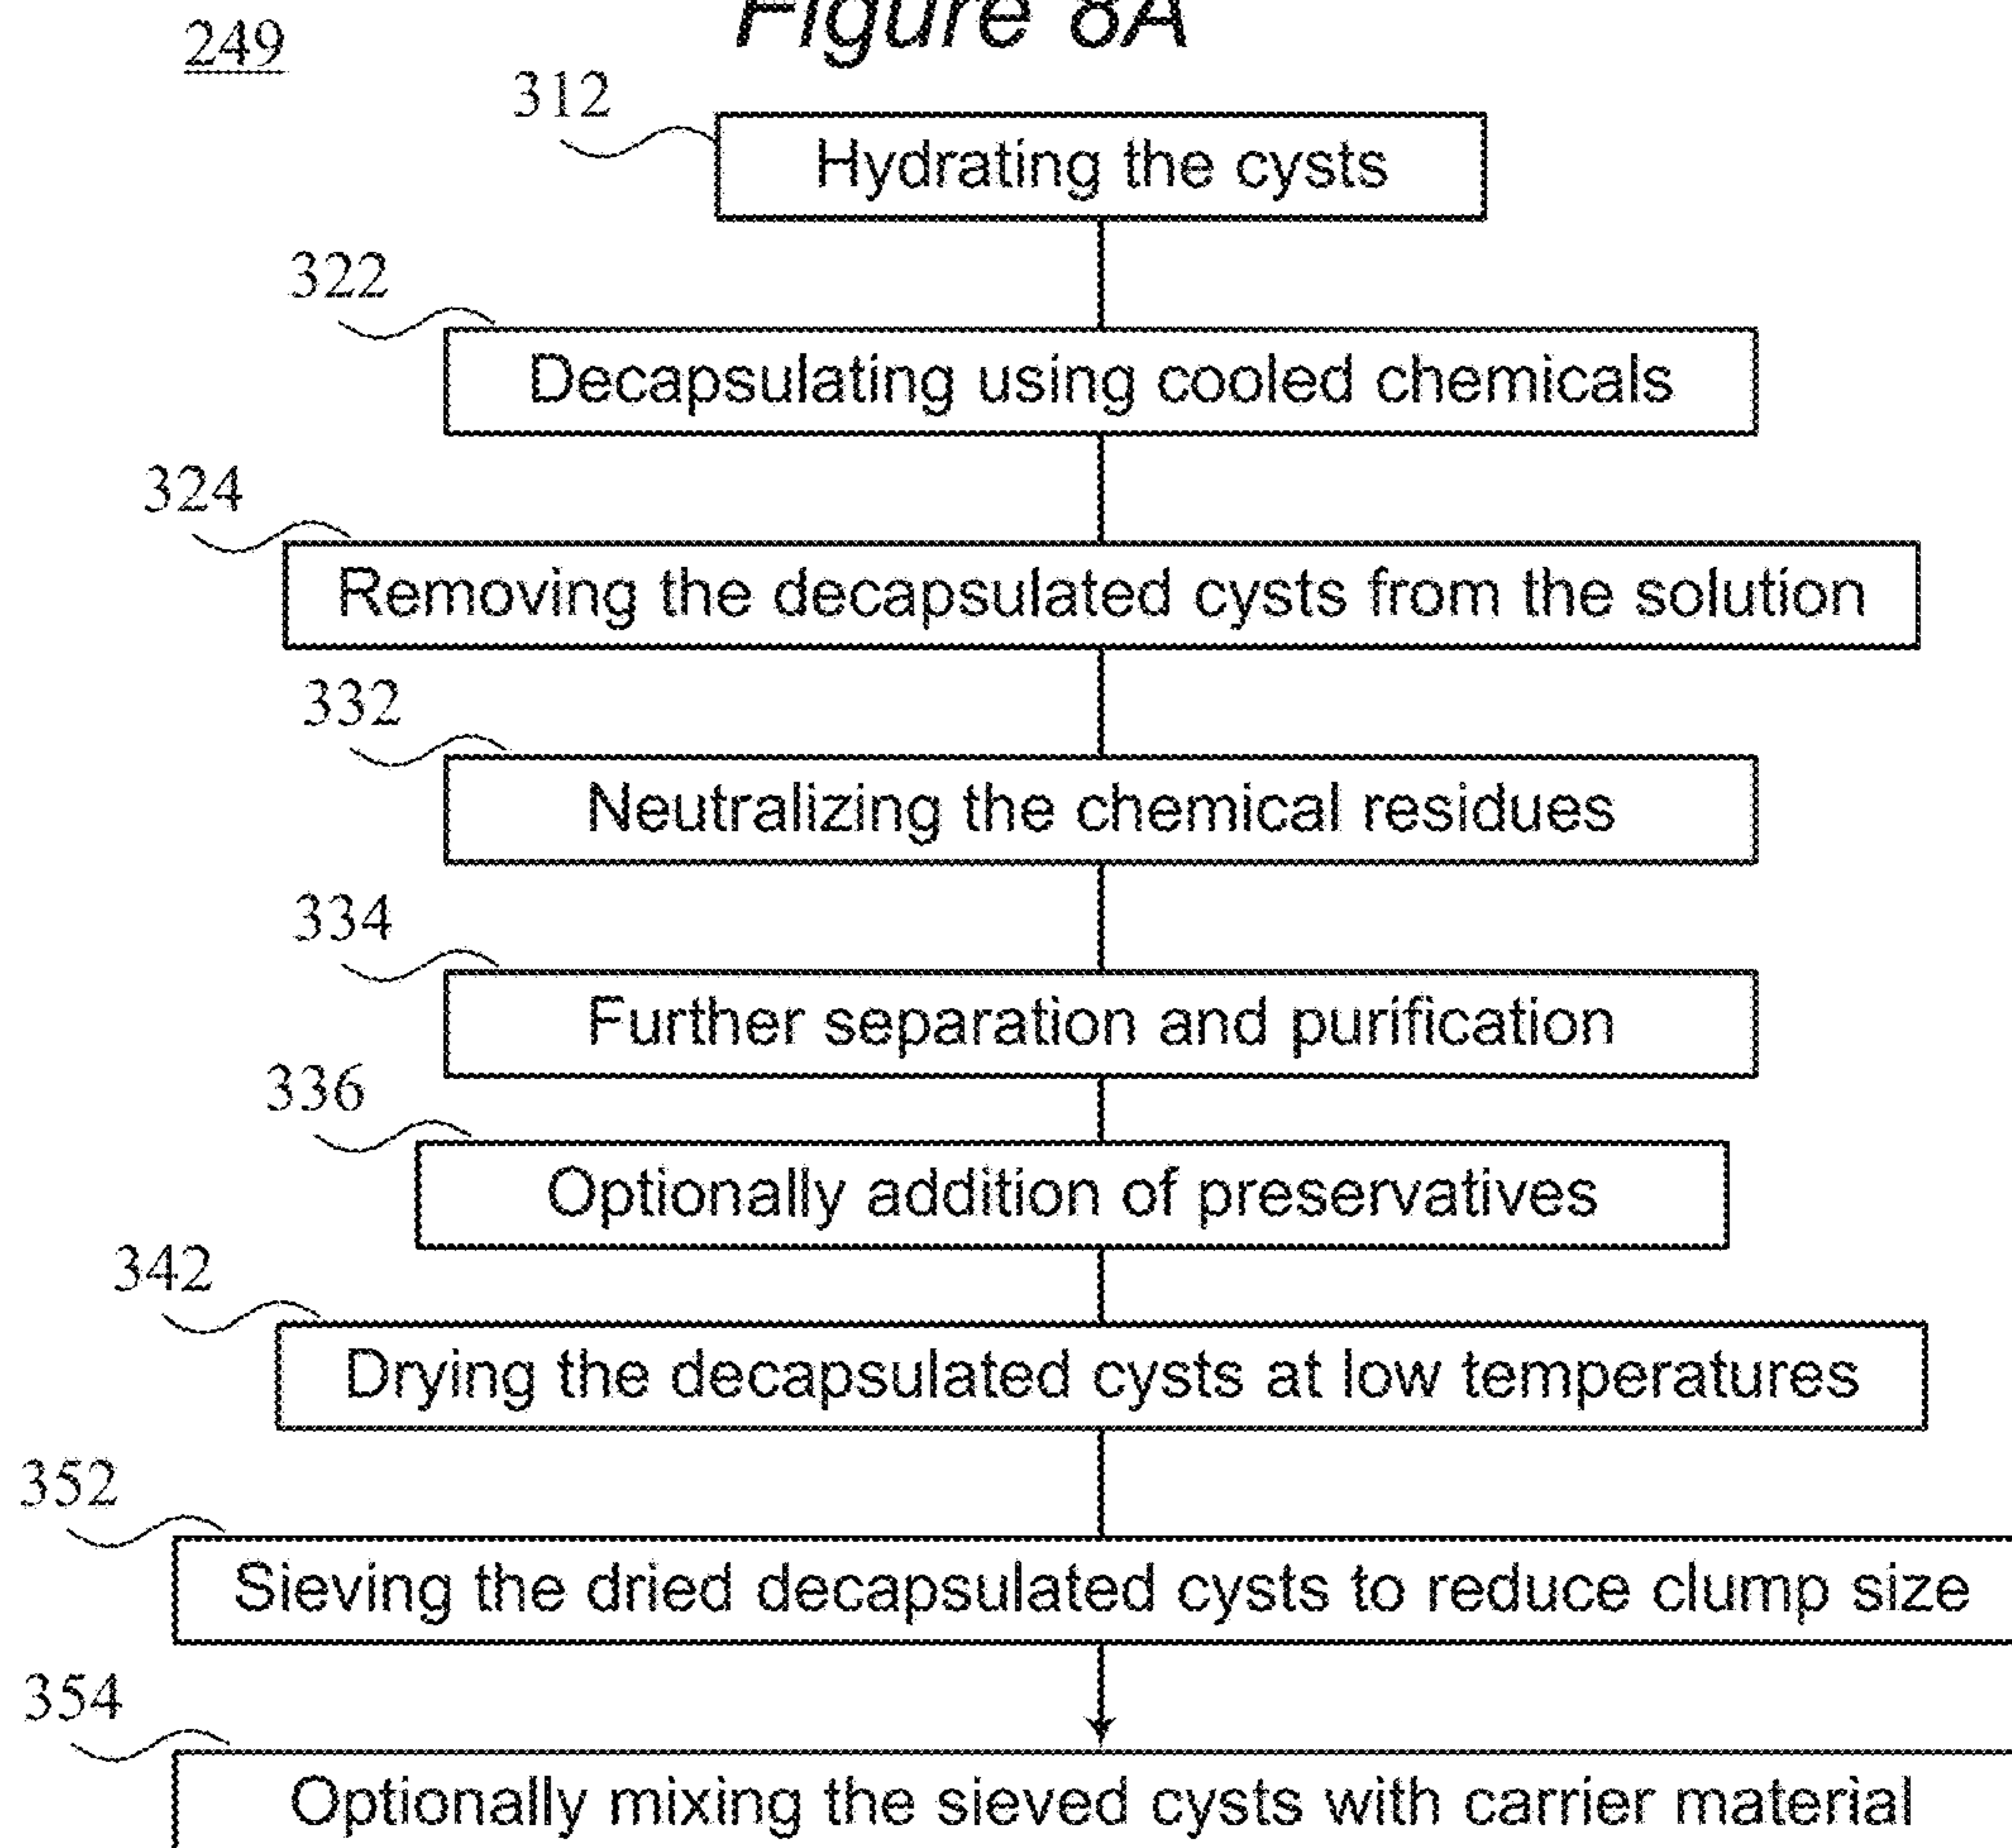 Figure 8A
249
312
Hydrating the cysts
322
Decapsulating using cooled chemicals
324
Removing the decapsulated cysts from the solution
332
Neutralizing the chemical residues
334
Further separation and purification
336
Optionally addition of preservatives
342
Drying the decapsulated cysts at low temperatures
352
Sieving the dried decapsulated cysts to reduce clump size
354
Optionally mixing the sieved cysts with carrier material